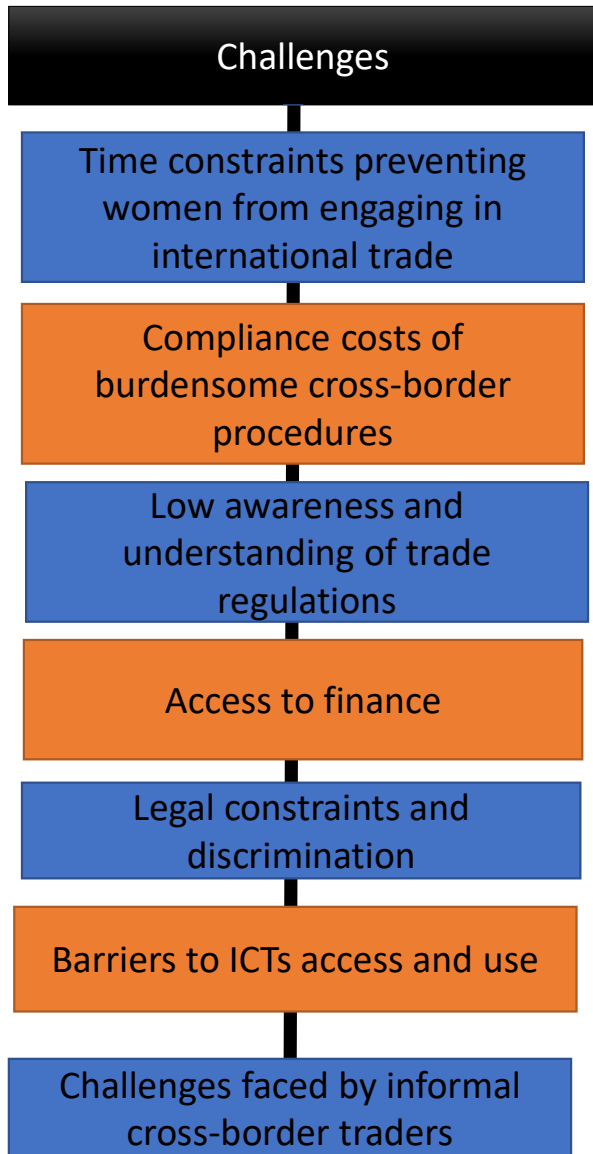 Challenges
Time constraints preventing
women from engaging in
international trade
Compliance costs of
burdensome cross-border
procedures
Low awareness and
understanding of trade
regulations
Access to finance
Legal constraints and
discrimination
Barriers to ICTs access and use
Challenges faced by informal
cross-border traders